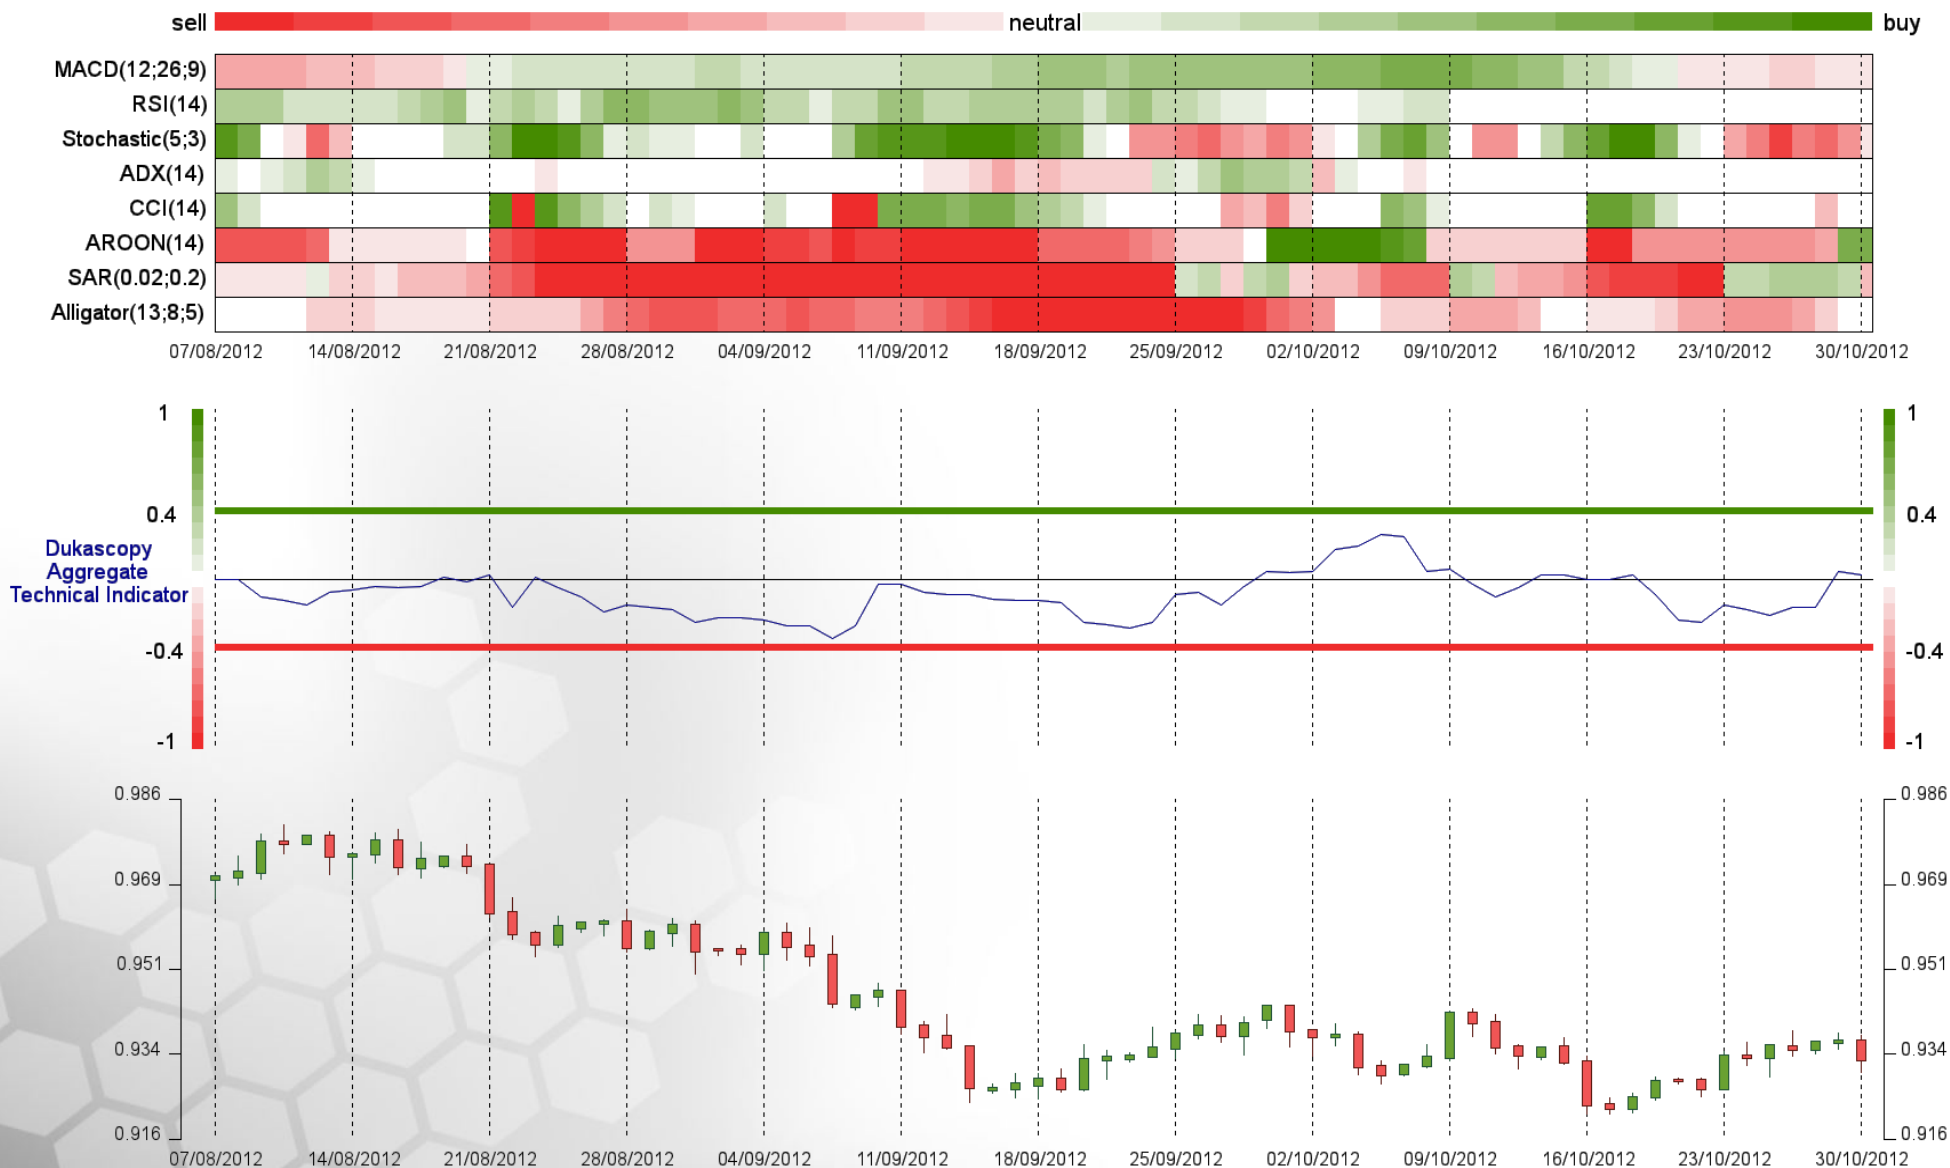 sell neutral buy
MACD(12;26;9)
RSI(14)
Stochastic(5;3)
ADX(14)
CCI(14)
AROON(14)
SAR(0.02;0.2)
Alligator(13;8;5)
07/08/2012 14/08/2012 21/08/2012 28/08/2012 04/09/2012 11/09/2012 18/09/2012 25/09/2012 02/10/2012 09/10/2012 16/10/2012 23/10/2012 30/10/2012
1 1
0.4 0.4
Dukascopy
Aggregate
Technical Indicator
-0.4 -0.4
-1 -1
0.986 0.986
0.969 0.969
0.951 0.951
0.934 0.934
0.916 0.916
07/08/2012 14/08/2012 21/08/2012 28/08/2012 04/09/2012 11/09/2012 18/09/2012 25/09/2012 02/10/2012 09/10/2012 16/10/2012 23/10/2012 30/10/2012